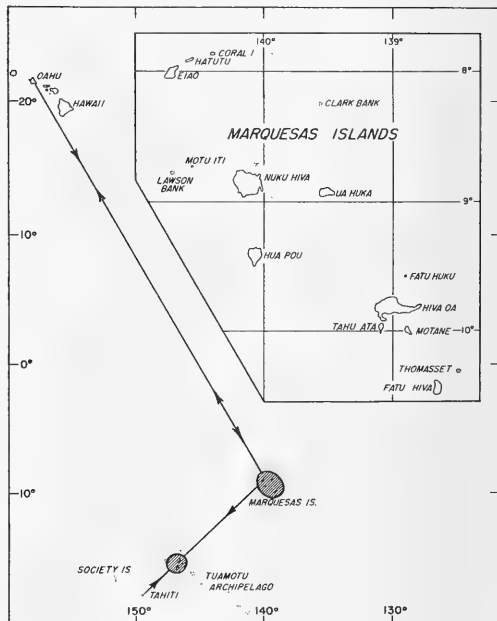 140°
139°
CORAL I
HATUTU
EIAO
8°
OAHU
HAWAII
20°
CLARK BANK
MARQUESAS ISLANDS
MOTU ITI
LAWSON
BANK
NUKU HIVA
UA HUKA
9°
10°
HUA POU
FATU HUKU
HIVA OA
TAHU ATA
MOTANE
10°
0°
THOMASSET
FATU HIVA
10°
MARQUESAS IS.
SOCIETY IS
TUAMOTU
ARCHIPELAGO
TAHITI
150°
140°
130°